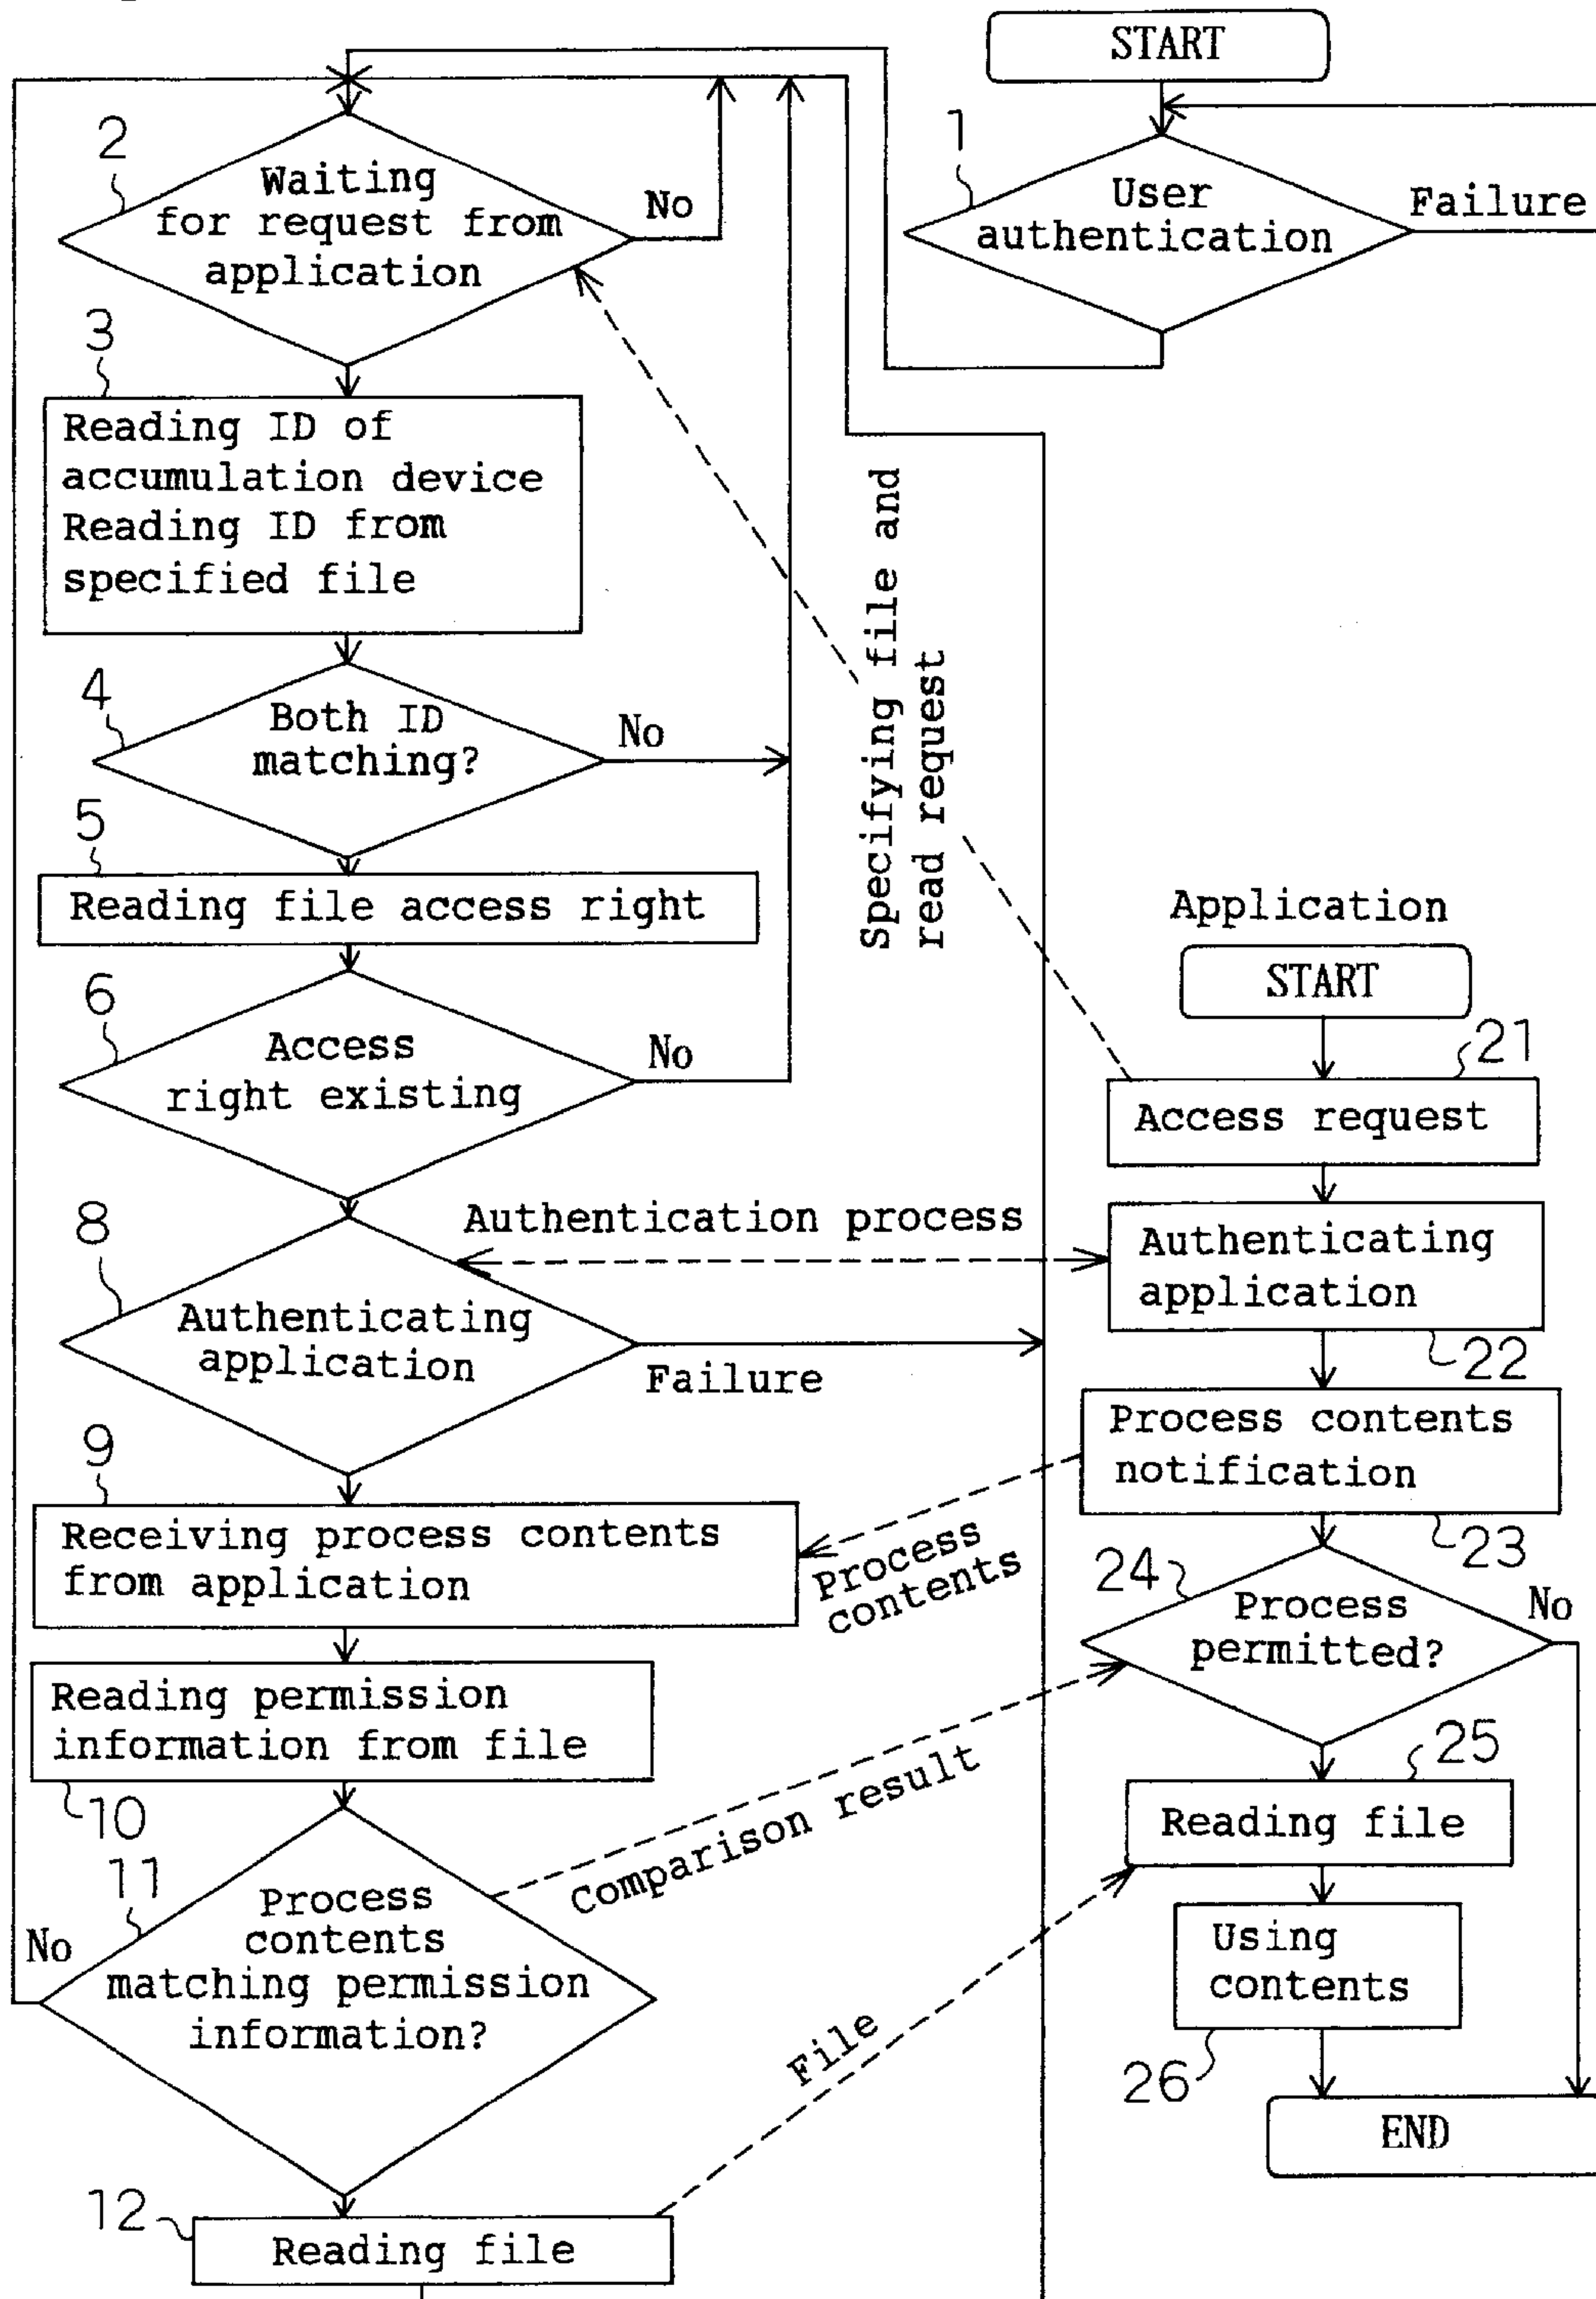 START
1
User
authentication
Failure
2
Waiting
for request from
application
No
3
Reading ID of
accumulation device
Reading ID from
specified file
4
Both ID
matching?
No
5
Reading file access right
6
Access
right existing
No
8
Authenticating
application
Failure
Authentication process
9
Receiving process contents
from application
Reading permission
information from file
10
11
Process
contents
matching permission
information?
No
12
Reading file
Specifying file and
read request
Process
contents
Comparison result
File
Application
START
21
Access request
Authenticating
application
22
Process contents
notification
23
24
Process
permitted?
No
25
Reading file
Using
contents
26
END